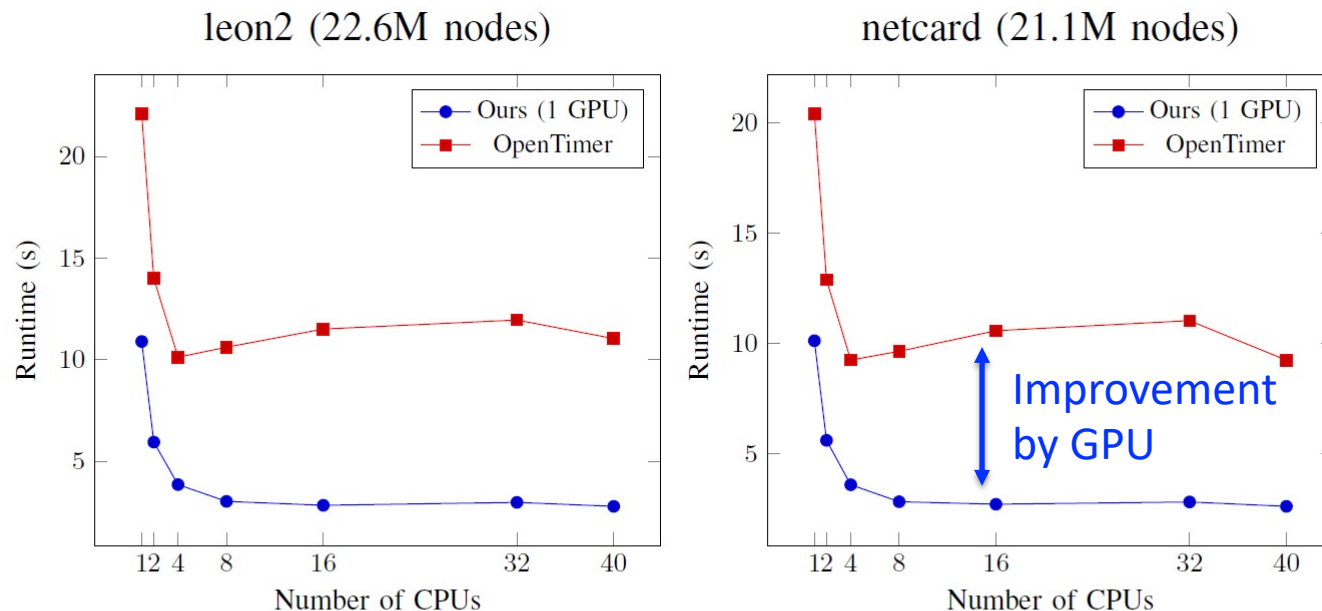 leon2 (22.6M nodes)
Ours (1 GPU)
OpenTimer
20
15
10
5
Runtime (s)
1 2 4 8 16 32 40
Number of CPUs
netcard (21.1M nodes)
Ours (1 GPU)
OpenTimer
20
15
10
5
Runtime (s)
Improvement
by GPU
1 2 4 8 16 32 40
Number of CPUs